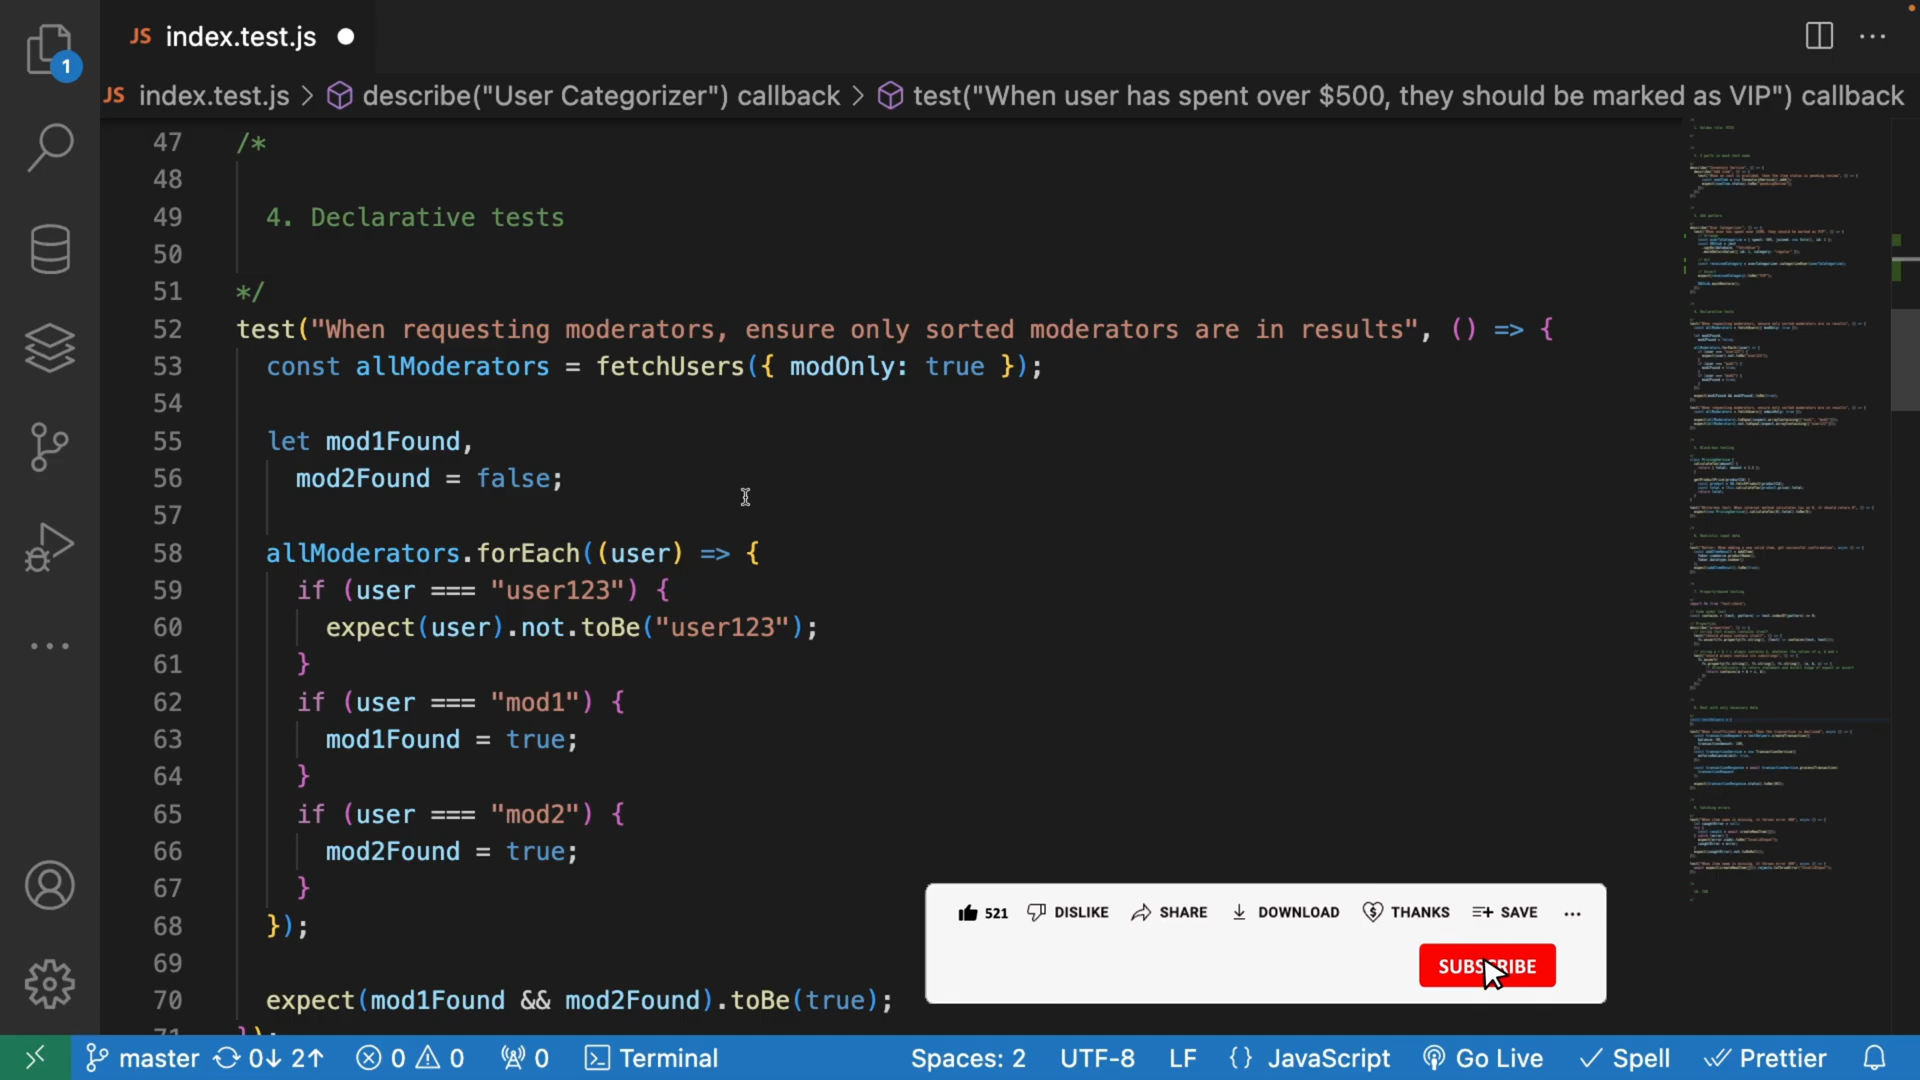 JS index.test.js
1
JS index.test.js > describe("User Categorizer") callback > test("When user has spent over $500, they should be marked as VIP") callback
47 /*
48
49 4. Declarative tests
50
51 */
52 test("When requesting moderators, ensure only sorted moderators are in results", () => {
53 const allModerators = fetchUsers({ modOnly: true });
54
55 let mod1Found,
56 mod2Found = false;
57
58 allModerators.forEach((user) => {
59 if (user === "user123") {
60 expect(user).not.toBe("user123");
61 }
62 if (user === "mod1") {
63 mod1Found = true;
64 }
65 if (user === "mod2") {
66 mod2Found = true;
67 }
68 });
69
70 expect(mod1Found && mod2Found).toBe(true);
71 });
521 DISLIKE SHARE DOWNLOAD THANKS SAVE ...
SUBSCRIBE
master 0↓ 2↑ 0 0 0 Terminal Spaces: 2 UTF-8 LF {} JavaScript Go Live Spell Prettier